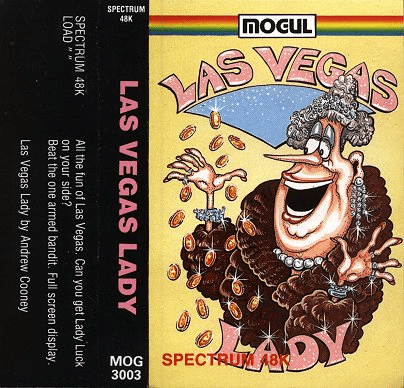 SPECTRUM 48K
LOAD " "
All the fun of Las Vegas. Can you get Lady Luck
on your side?
Beat the one armed bandit. Full screen display.
Las Vegas Lady by Andrew Cooney
SPECTRUM
48K
LAS VEGAS LADY
MOG
3003
MOGUL
LAS VEGAS
LADY
SPECTRUM 48K